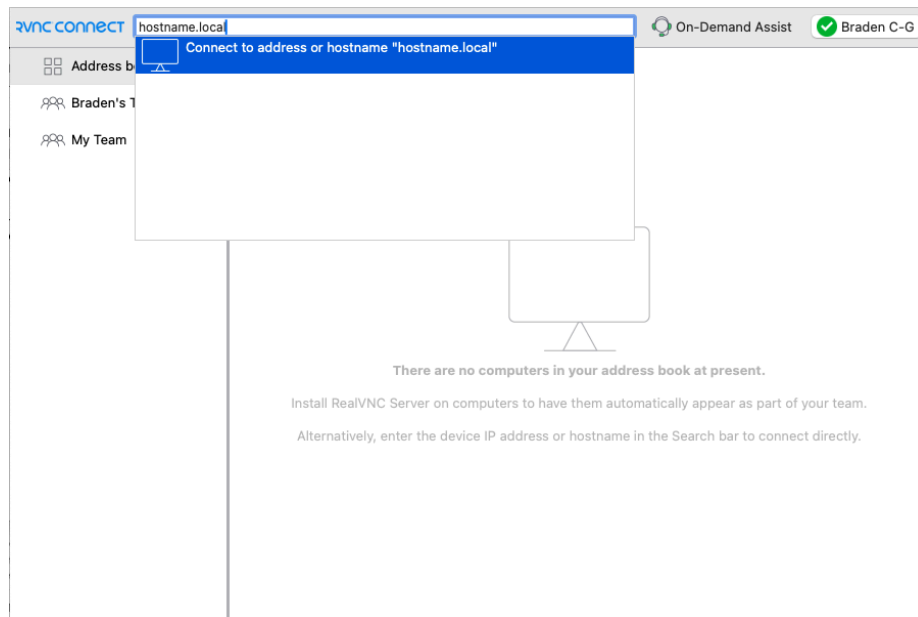 RVNC CONNECT
hostname.local
On-Demand Assist
Braden C-G
Connect to address or hostname "hostname.local"
Address b
Braden's T
My Team
There are no computers in your address book at present.
Install RealVNC Server on computers to have them automatically appear as part of your team.
Alternatively, enter the device IP address or hostname in the Search bar to connect directly.